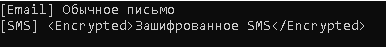 [Email] Обычное письмо
[SMS] <Encrypted>Зашифрованное SMS</Encrypted>